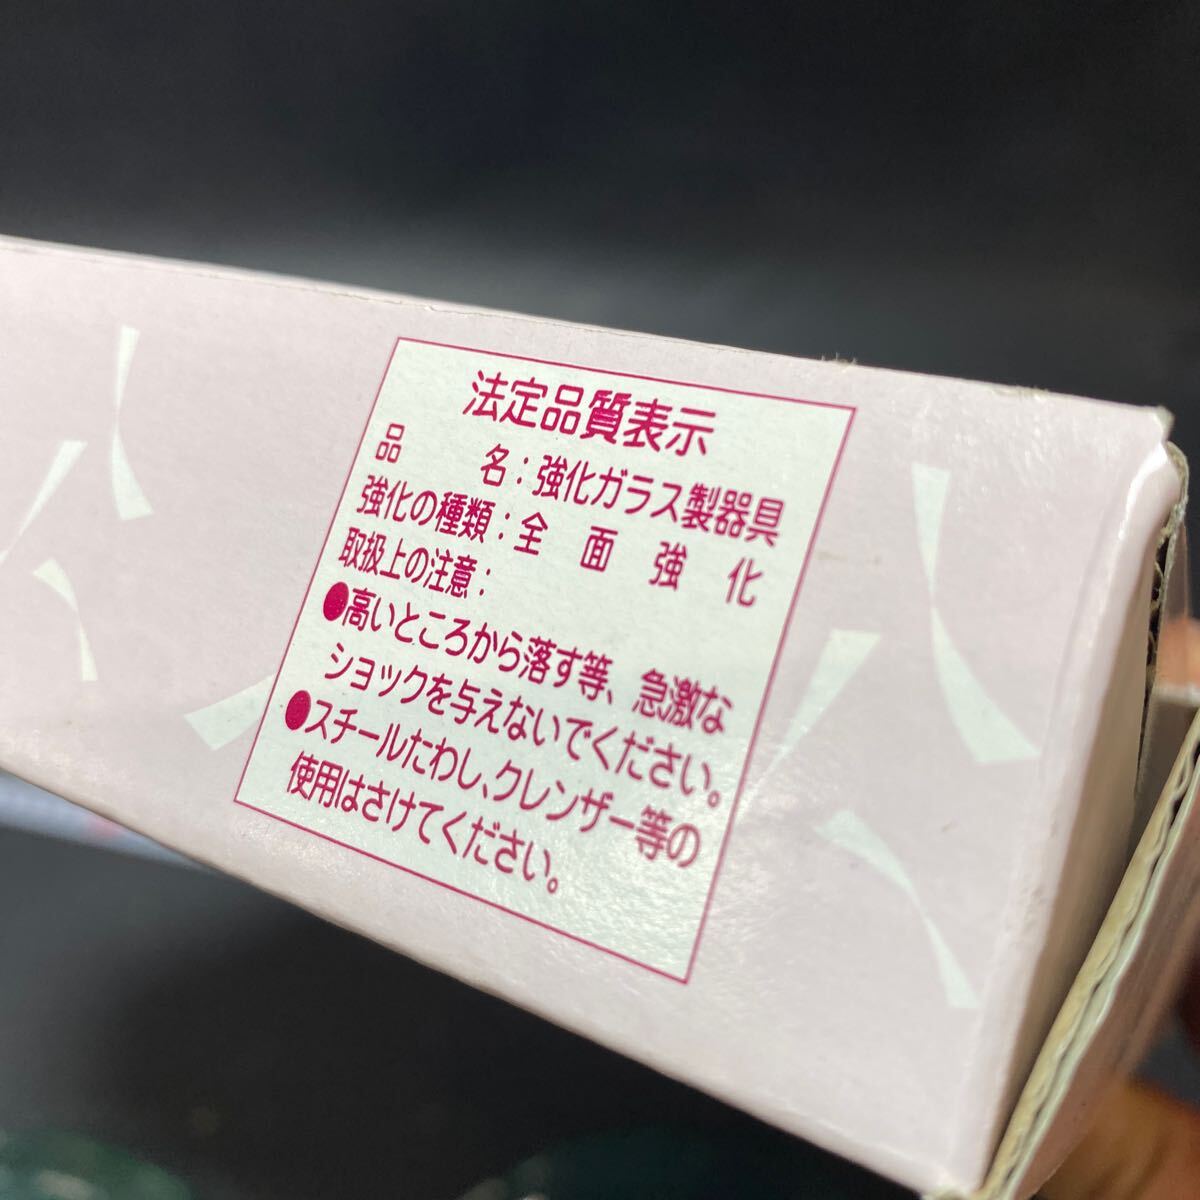 法定品質表示
品　　名：強化ガラス製器具
強化の種類：全　面　強　化
取扱上の注意：
●高いところから落す等、急激な
ショックを与えないでください。
●スチールたわし、クレンザー等の
使用はさけてください。